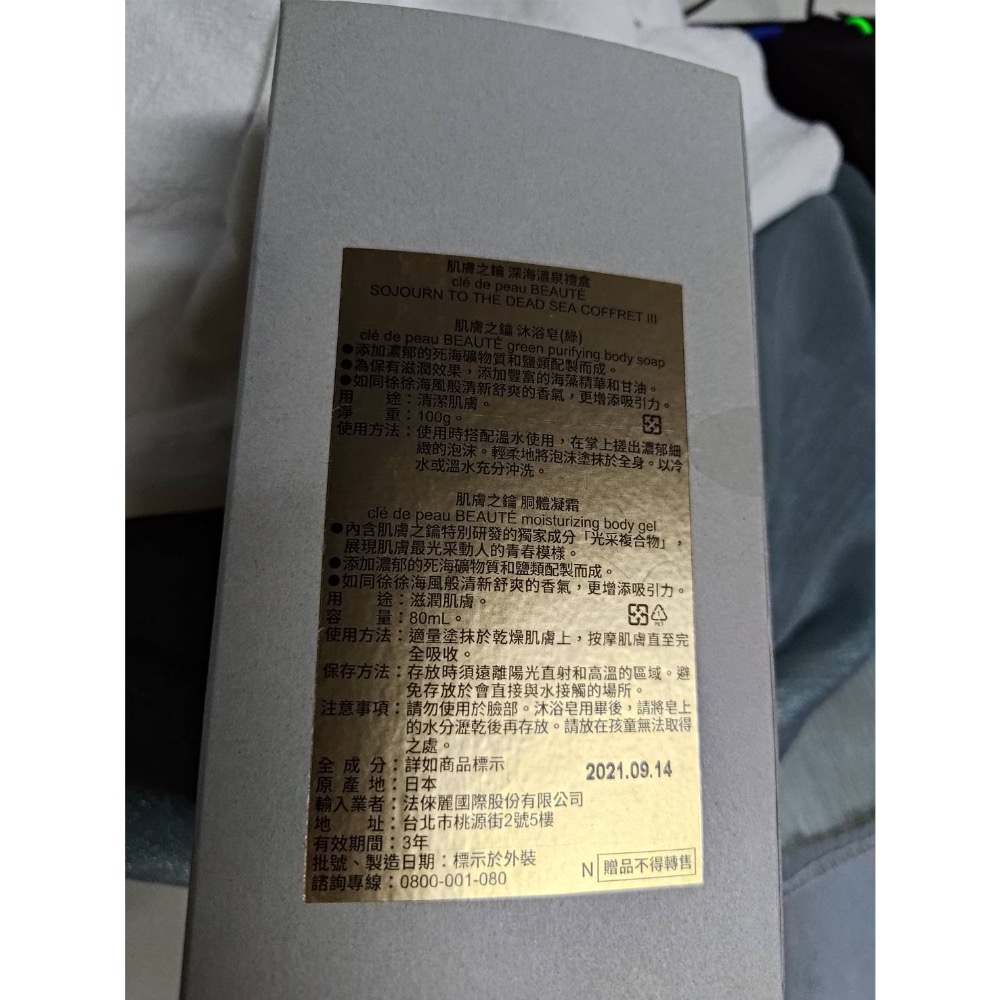 肌膚之鑰 深海溫泉禮盒
clé de peau BEAUTÉ
SOJOURN TO THE DEAD SEA COFFRET III
肌膚之鑰 沐浴皂(綠)
clé de peau BEAUTÉ green purifying body soap
●添加濃郁的死海礦物質和鹽類配製而成。
●為保有滋潤效果，添加豐富的海藻精華和甘油。
●如同徐徐海風般清新舒爽的香氣，更增添吸引力。
用　　途：清潔肌膚。
淨　　重：100g。
使用方法：使用時搭配溫水使用，在掌上搓出濃郁細
緻的泡沫。輕柔地將泡沫塗抹於全身。以冷
水或溫水充分沖洗。
肌膚之鑰 胴體凝霜
clé de peau BEAUTÉ moisturizing body gel
●內含肌膚之鑰特別研發的獨家成分「光采複合物」，
展現肌膚最光采動人的青春模樣。
●添加濃郁的死海礦物質和鹽類配製而成。
●如同徐徐海風般清新舒爽的香氣，更增添吸引力。
用　　途：滋潤肌膚。
容　　量：80mL。
使用方法：適量塗抹於乾燥肌膚上，按摩肌膚直至完
全吸收。
保存方法：存放時須遠離陽光直射和高溫的區域。避
免存放於會直接與水接觸的場所。
注意事項：請勿使用於臉部。沐浴皂用畢後，請將皂上
的水分瀝乾後再存放。請放在孩童無法取得
之處。
全 成 分：詳如商品標示
2021.09.14
原 產 地：日本
輸入業者：法倈麗國際股份有限公司
地　　址：台北市桃源街2號5樓
有效期間：3年
批號、製造日期：標示於外裝
N 贈品不得轉售
諮詢專線：0800-001-080